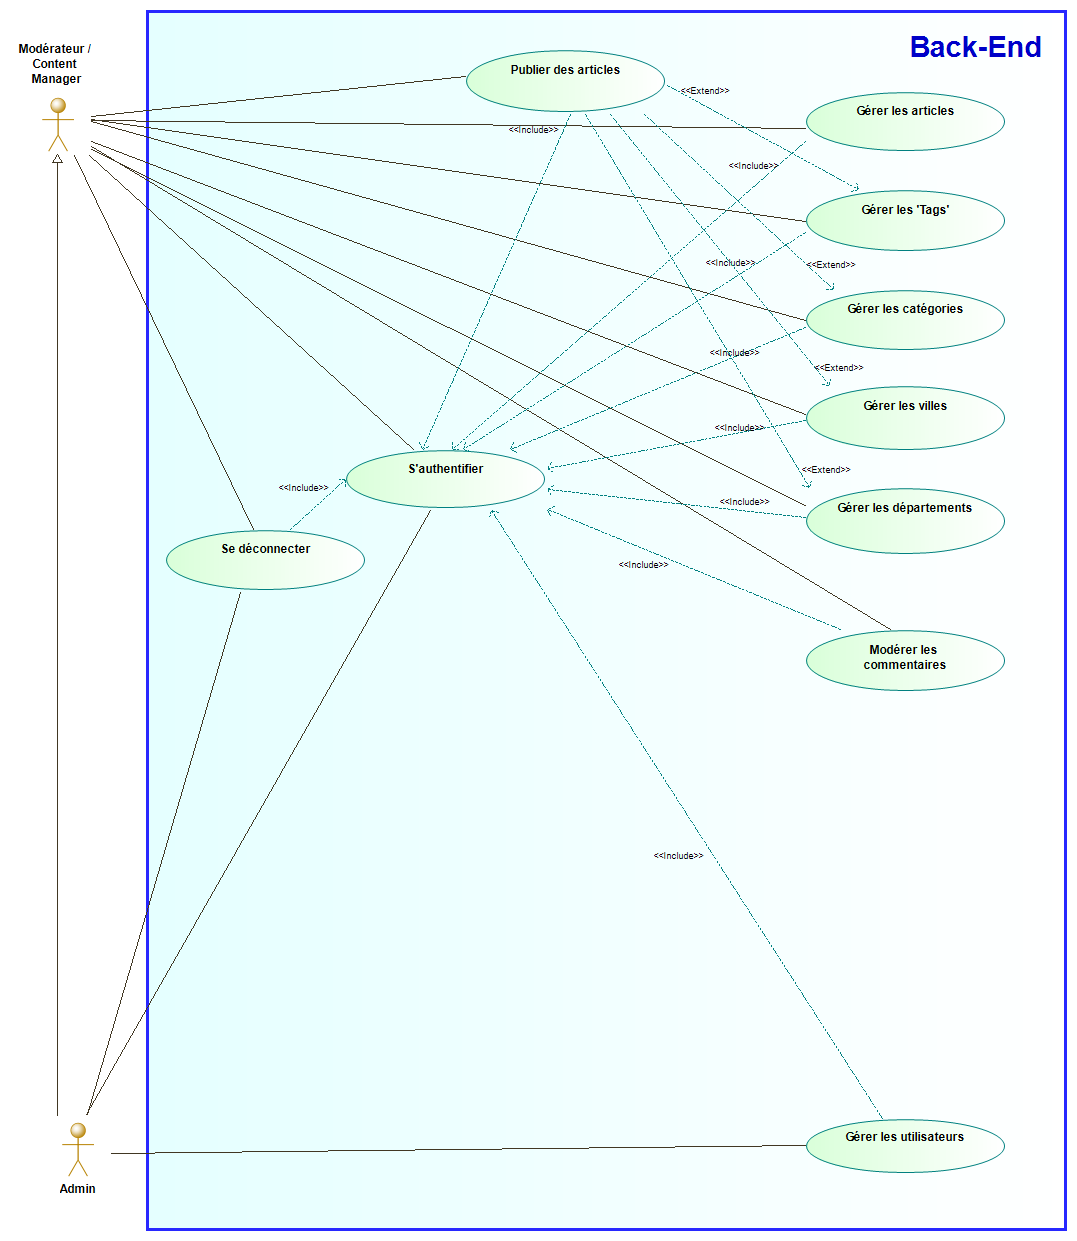 Back-End
Modérateur /
Content
Manager
Publier des articles
<<Extend>>
Gérer les articles
<<Include>>
<<Include>>
Gérer les 'Tags'
<<Include>>
<<Extend>>
Gérer les catégories
<<Include>>
<<Extend>>
Gérer les villes
<<Include>>
S'authentifier
<<Extend>>
<<Include>>
<<Include>>
Gérer les départements
Se déconnecter
<<Include>>
Modérer les
commentaires
<<Include>>
Gérer les utilisateurs
Admin